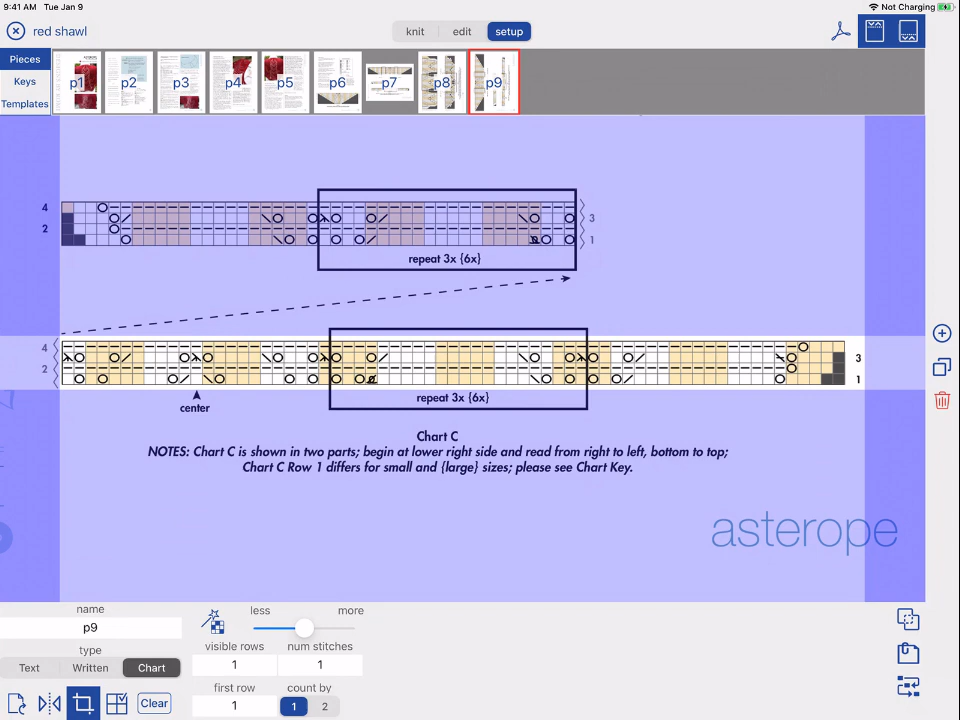 9:41 AM Tue Jan 9
Not Charging
red shawl
knit edit setup
Pieces
Keys
Templates
p1 p2 p3 p4 p5 p6 p7 p8 p9
4
2
3
1
repeat 3x {6x}
4
2
3
1
center
repeat 3x {6x}
Chart C
NOTES: Chart C is shown in two parts; begin at lower right side and read from right to left, bottom to top;
Chart C Row 1 differs for small and {large} sizes; please see Chart Key.
asterope
name
p9
type
Text Written Chart
Clear
less more
visible rows num stitches
1 1
first row count by
1 1 2